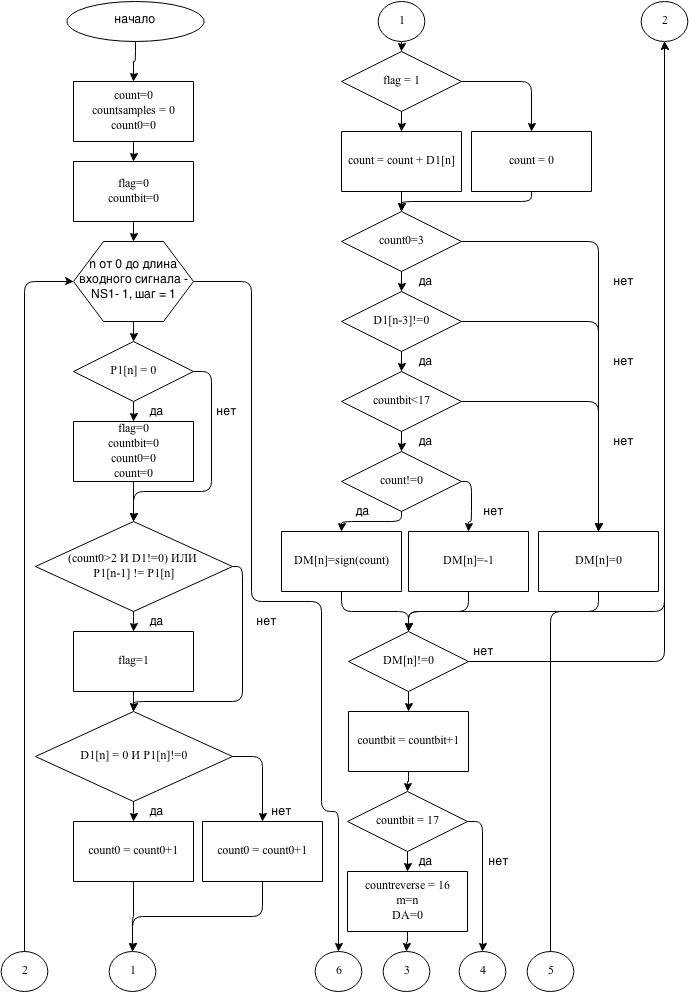 начало
count=0
countsamples = 0
count0=0
flag=0
countbit=0
n от 0 до длина
входного сигнала -
NS1- 1, шаг = 1
P1[n] = 0
да
нет
flag=0
countbit=0
count0=0
count=0
(count0>2 И D1!=0) ИЛИ
P1[n-1] != P1[n]
да
нет
flag=1
D1[n] = 0 И P1[n]!=0
да
нет
count0 = count0+1
count0 = count0+1
2
1
6
1
flag = 1
count = count + D1[n]
count = 0
count0=3
да
нет
D1[n-3]!=0
да
нет
countbit<17
да
нет
count!=0
да
нет
DM[n]=sign(count)
DM[n]=-1
DM[n]=0
DM[n]!=0
нет
countbit = countbit+1
countbit = 17
да
нет
countreverse = 16
m=n
DA=0
3
4
5
2